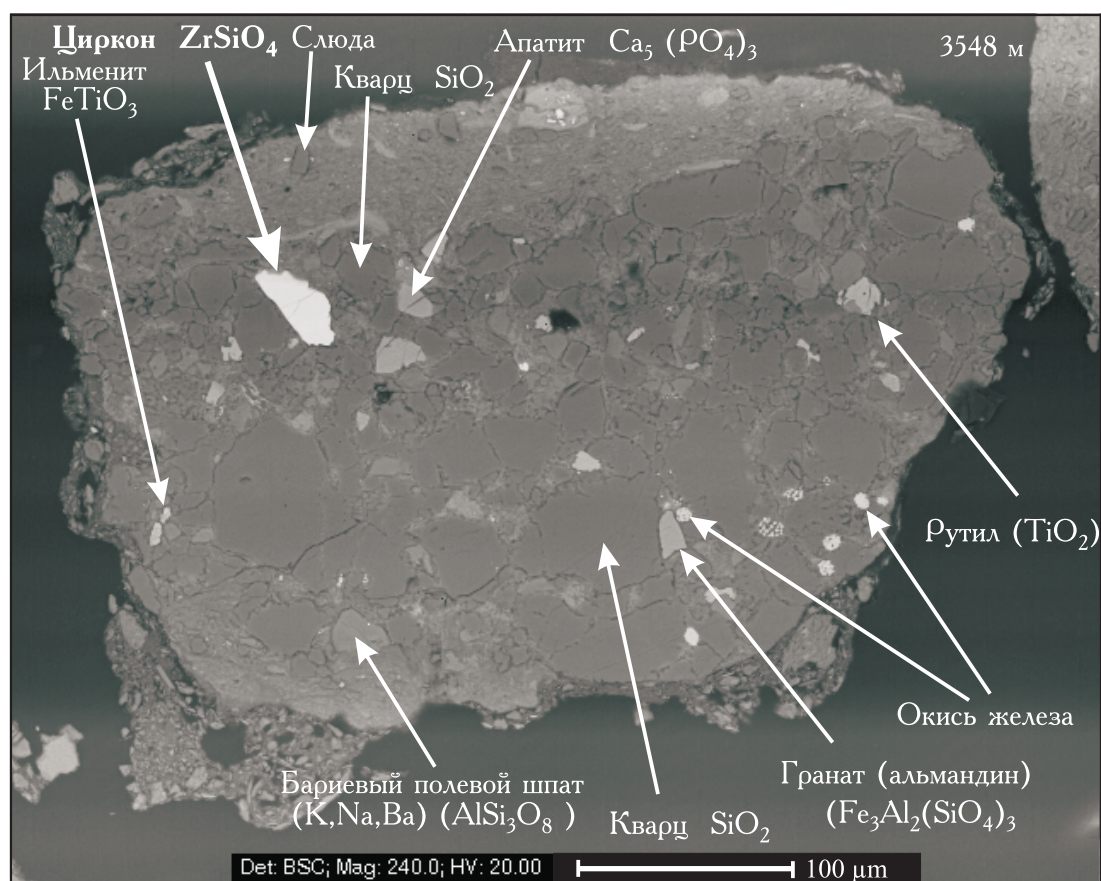 Циркон ZrSiO₄
Слюда
Апатит Ca₅ (PO₄)₃
3548 м
Ильменит
FeTiO₃
Кварц SiO₂
Рутил (TiO₂)
Окись железа
Бариевый полевой шпат
(K,Na,Ba) (AlSi₃O₈ )
Гранат (альмандин)
(Fe₃Al₂(SiO₄)₃
Кварц SiO₂
Det: BSC; Mag: 240.0; HV: 20.00
100 µm